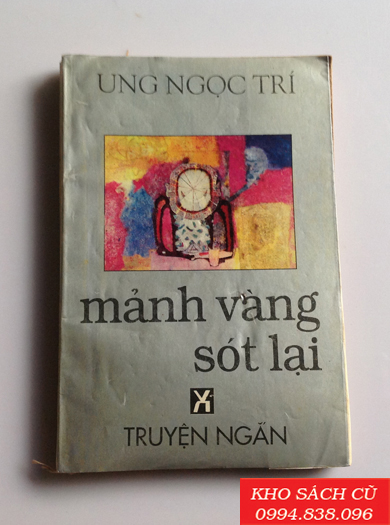 UNG NGỌC TRÍ
mảnh vàng
sót lại
TRUYỆN NGẮN
KHO SÁCH CŨ
0994.838.096